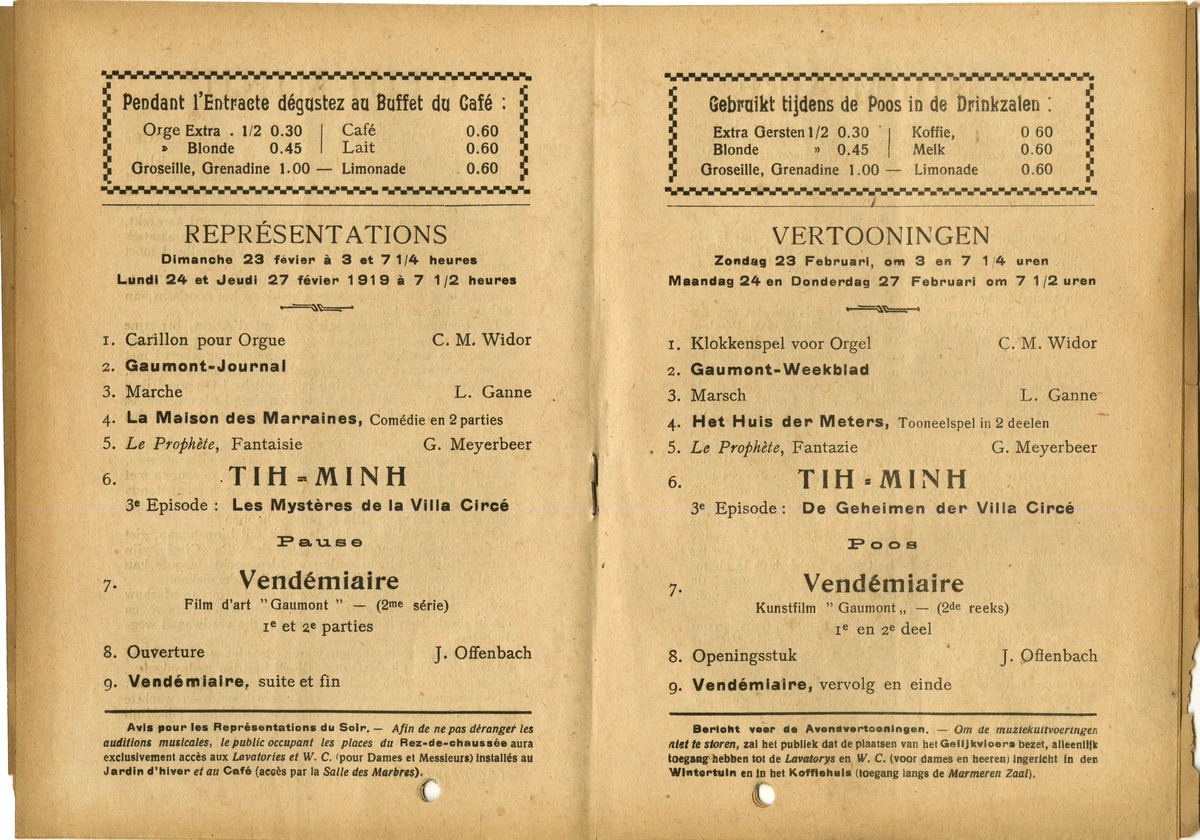 Pendant l'Entracte dégustez au Buffet du Café :
Orge Extra . 1/2 0.30 | Café 0.60
» Blonde 0.45 | Lait 0.60
Groseille, Grenadine 1.00 — Limonade 0.60
REPRÉSENTATIONS
Dimanche 23 févier à 3 et 7 1/4 heures
Lundi 24 et Jeudi 27 févier 1919 à 7 1/2 heures
1. Carillon pour Orgue C. M. Widor
2. Gaumont-Journal
3. Marche L. Ganne
4. La Maison des Marraines, Comédie en 2 parties
5. Le Prophète, Fantaisie G. Meyerbeer
6. TIH-MINH
3e Episode : Les Mystères de la Villa Circé
Pause
7. Vendémiaire
Film d'art "Gaumont" — (2me série)
1e et 2e parties
8. Ouverture J. Offenbach
9. Vendémiaire, suite et fin
Avis pour les Représentations du Soir. — Afin de ne pas déranger les
auditions musicales, le public occupant les places du Rez-de-chaussée aura
exclusivement accès aux Lavatories et W. C. (pour Dames et Messieurs) installés au
Jardin d'hiver et au Café (accès par la Salle des Marbres).
Gebruikt tijdens de Poos in de Drinkzalen :
Extra Gersten 1/2 0.30 | Koffie, 0 60
Blonde » 0.45 | Melk 0.60
Groseille, Grenadine 1.00 — Limonade 0.60
VERTOONINGEN
Zondag 23 Februari, om 3 en 7 1/4 uren
Maandag 24 en Donderdag 27 Februari om 7 1/2 uren
1. Klokkenspel voor Orgel C. M. Widor
2. Gaumont-Weekblad
3. Marsch L. Ganne
4. Het Huis der Meters, Tooneelspel in 2 deelen
5. Le Prophète, Fantazie G. Meyerbeer
6. TIH-MINH
3e Episode : De Geheimen der Villa Circé
Poos
7. Vendémiaire
Kunstfilm "Gaumont„ — (2de reeks)
1e en 2e deel
8. Openingsstuk J. Offenbach
9. Vendémiaire, vervolg en einde
Bericht voor de Avondvertooningen. — Om de muziekuitvoeringen
niet te storen, zal het publiek dat de plaatsen van het Gelijkvloers bezet, alleenlijk
toegang hebten tot de Lavatorys en W. C. (voor dames en heeren) ingericht in den
Wintertuin en in het Koffiehuis (toegang langs de Marmeren Zaal).